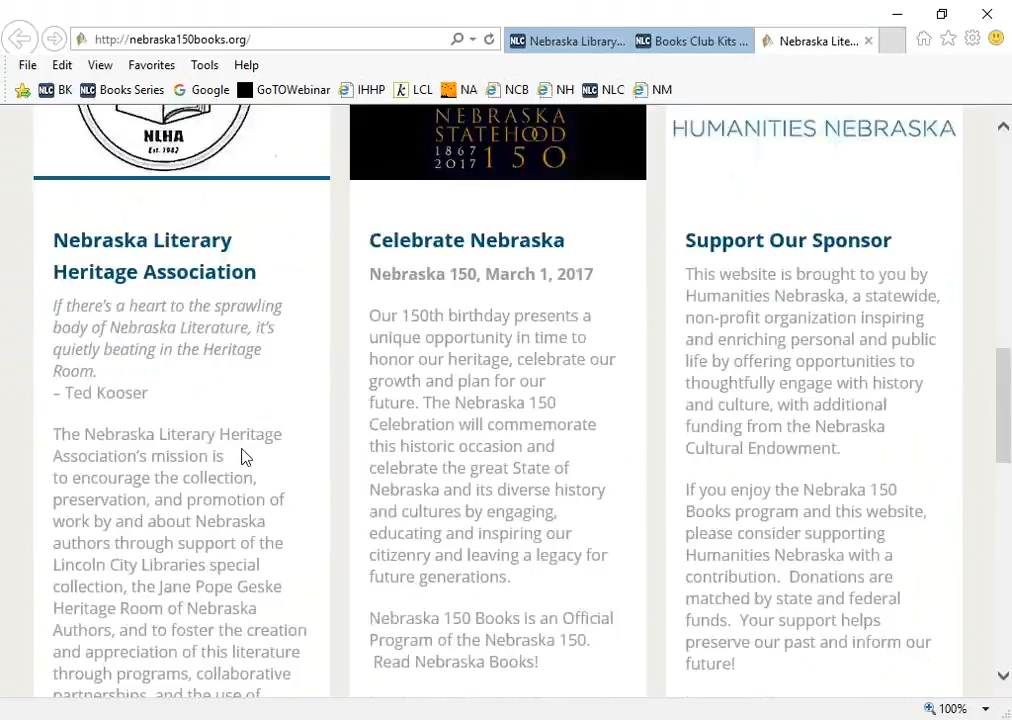 http://nebraska150books.org/
NLC Nebraska Library...
NLC Books Club Kits ...
Nebraska Lite...
File Edit View Favorites Tools Help
NLC BK NLC Books Series Google GoTOWebinar IHHP LCL NA NCB NH NLC NLC NM
NLHA
Est. 1982
Nebraska Literary
Heritage Association
If there's a heart to the sprawling
body of Nebraska Literature, it's
quietly beating in the Heritage
Room.
– Ted Kooser
The Nebraska Literary Heritage
Association's mission is
to encourage the collection,
preservation, and promotion of
work by and about Nebraska
authors through support of the
Lincoln City Libraries special
collection, the Jane Pope Geske
Heritage Room of Nebraska
Authors, and to foster the creation
and appreciation of this literature
through programs, collaborative
partnerships, and the use of
NEBRASKA
STATEHOOD
1867
2017 150
Celebrate Nebraska
Nebraska 150, March 1, 2017
Our 150th birthday presents a
unique opportunity in time to
honor our heritage, celebrate our
growth and plan for our
future. The Nebraska 150
Celebration will commemorate
this historic occasion and
celebrate the great State of
Nebraska and its diverse history
and cultures by engaging,
educating and inspiring our
citizenry and leaving a legacy for
future generations.
Nebraska 150 Books is an Official
Program of the Nebraska 150.
Read Nebraska Books!
HUMANITIES NEBRASKA
Support Our Sponsor
This website is brought to you by
Humanities Nebraska, a statewide,
non-profit organization inspiring
and enriching personal and public
life by offering opportunities to
thoughtfully engage with history
and culture, with additional
funding from the Nebraska
Cultural Endowment.
If you enjoy the Nebraka 150
Books program and this website,
please consider supporting
Humanities Nebraska with a
contribution. Donations are
matched by state and federal
funds. Your support helps
preserve our past and inform our
future!
100%